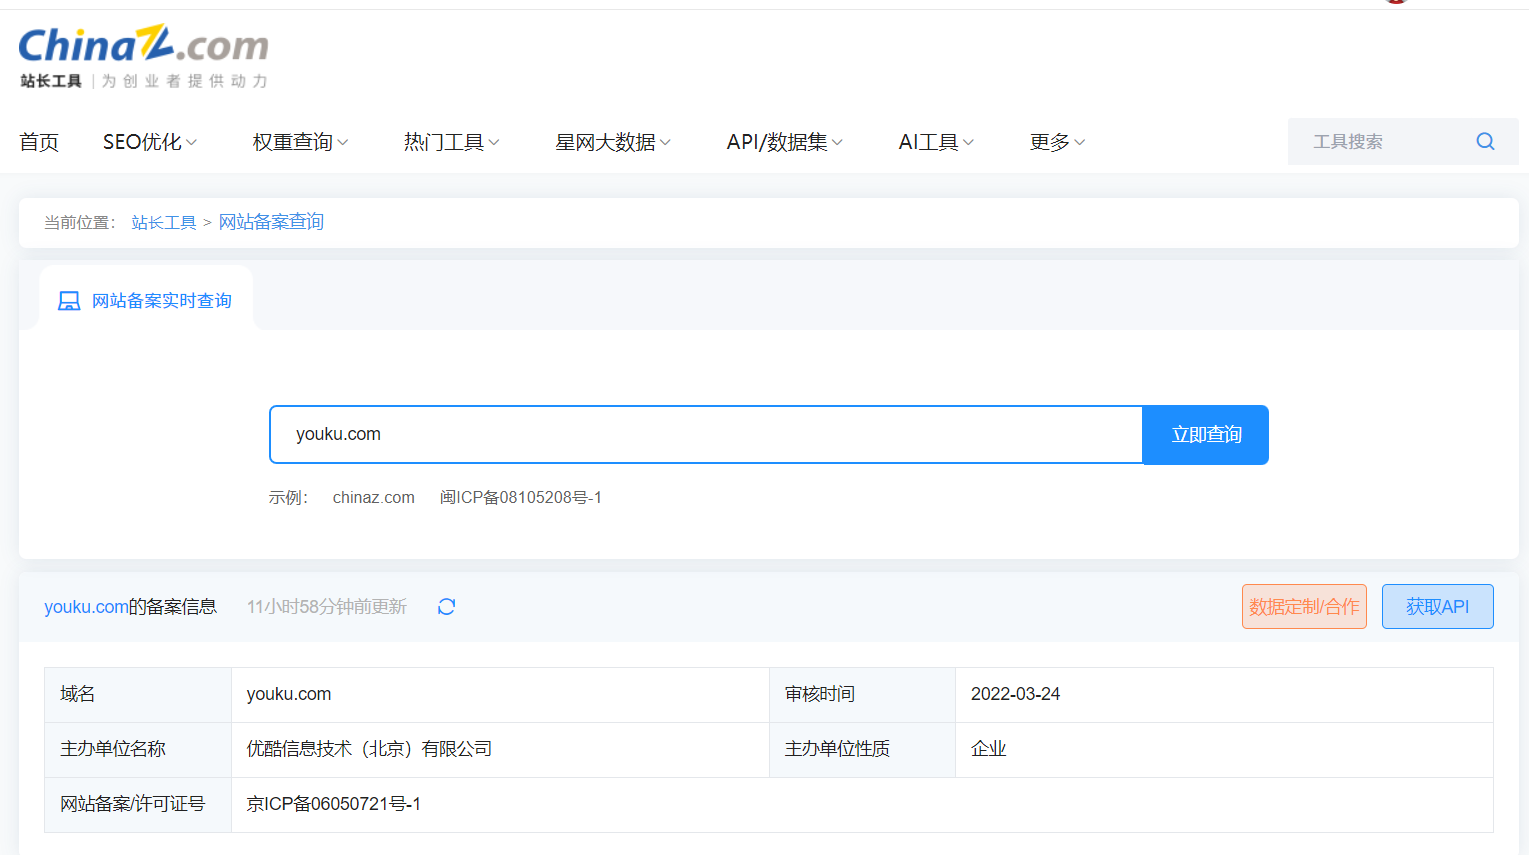 ChinaZ.com
站长工具 | 为创业者提供动力
首页 SEO优化 权重查询 热门工具 星网大数据 API/数据集 AI工具 更多 工具搜索
当前位置： 站长工具 > 网站备案查询
网站备案实时查询
youku.com 立即查询
示例： chinaz.com 闽ICP备08105208号-1
youku.com的备案信息 11小时58分钟前更新 数据定制/合作 获取API
域名 youku.com 审核时间 2022-03-24
主办单位名称 优酷信息技术（北京）有限公司 主办单位性质 企业
网站备案/许可证号 京ICP备06050721号-1